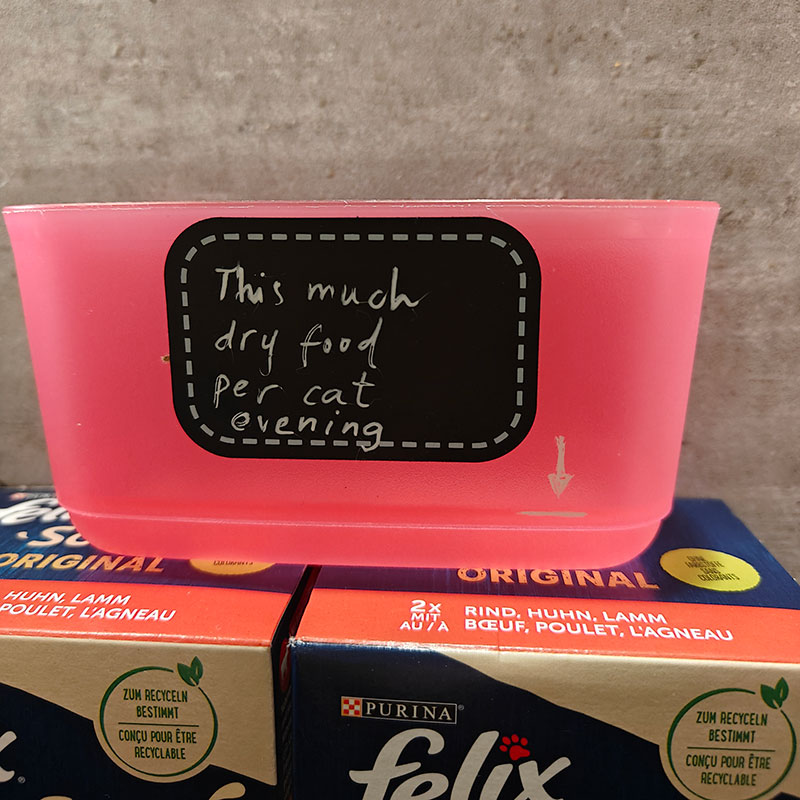 This much
dry food
per cat
evening
ORIGINAL
HUHN, LAMM
POULET, L'AGNEAU
ORIGINAL
2x
MIT
AU/À
RIND, HUHN, LAMM
BŒUF, POULET, L'AGNEAU
ZUM RECYCELN
BESTIMMT
CONÇU POUR ÊTRE
RECYCLABLE
PURINA®
felix
ZUM RECYCELN
BESTIMMT
CONÇU POUR ÊTRE
RECYCLABLE